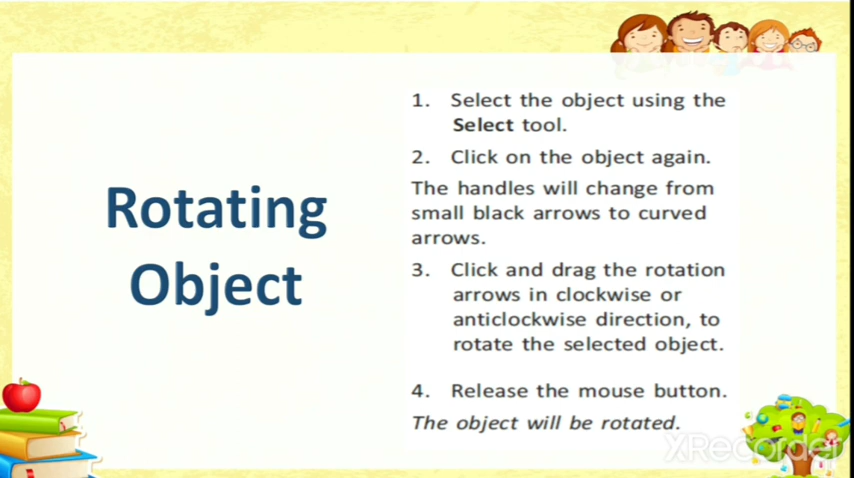 Rotating
Object
1. Select the object using the
Select tool.
2. Click on the object again.
The handles will change from
small black arrows to curved
arrows.
3. Click and drag the rotation
arrows in clockwise or
anticlockwise direction, to
rotate the selected object.
4. Release the mouse button.
The object will be rotated.
XRecorder